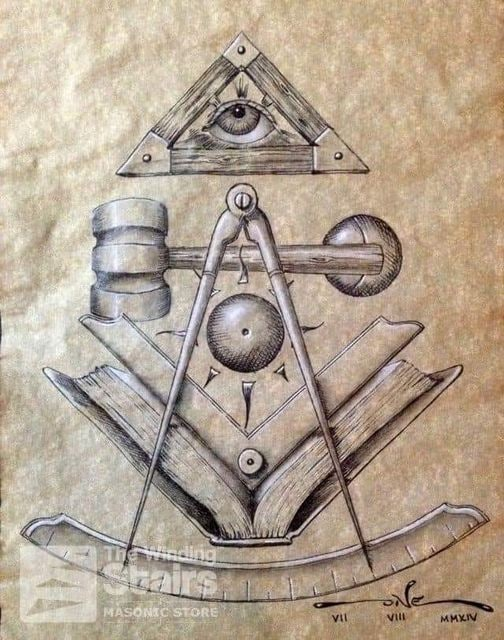 The Winding
Stairs
MASONIC STORE
VII VIII MMXIV